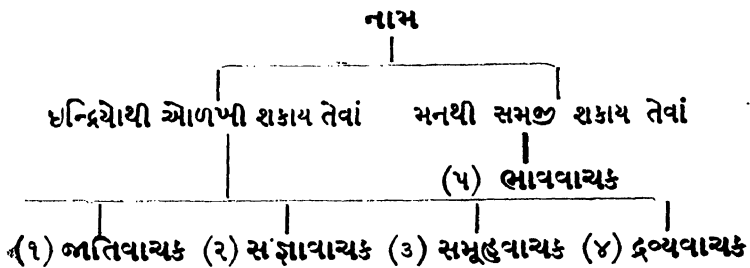 નામ
ઇન્દ્રિયોથી ઓળખી શકાય તેવાં મનથી સમજી શકાય તેવાં
(૫) ભાવવાચક
(૧) જાતિવાચક (૨) સંજ્ઞાવાચક (૩) સમૂહવાચક (૪) દ્રવ્યવાચક